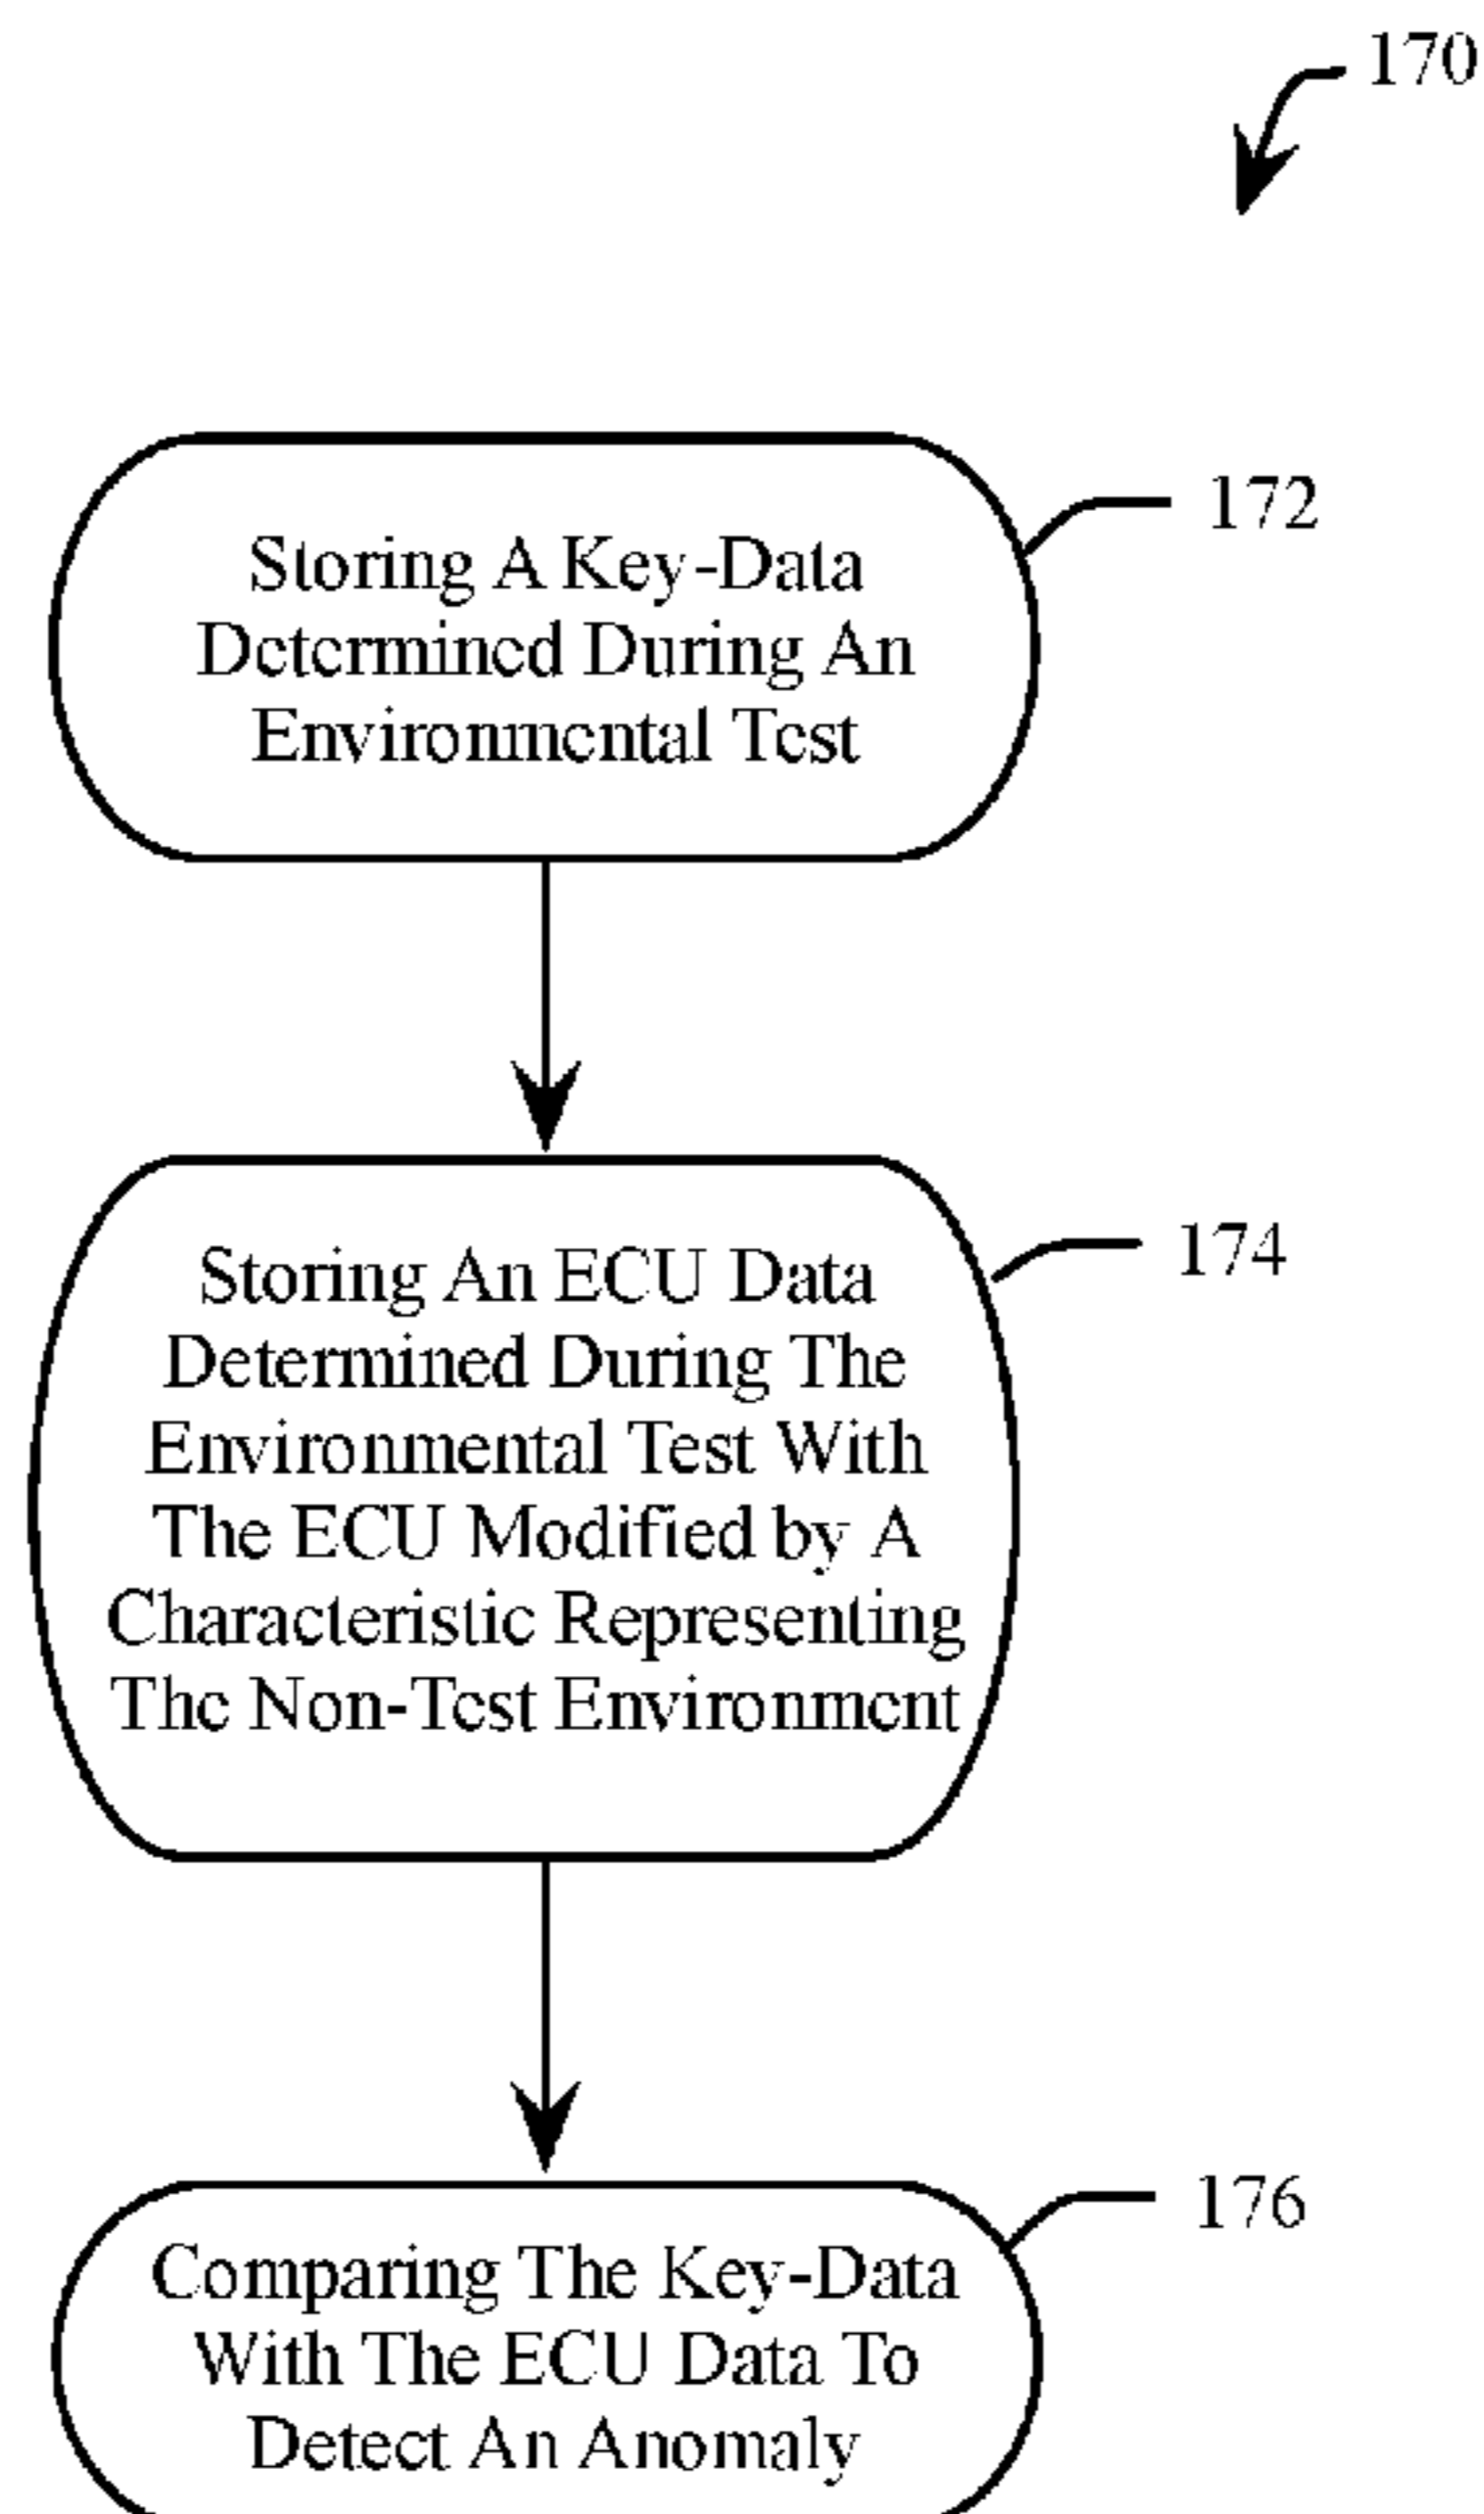 170
172
Storing A Key-Data
Determined During An
Environmental Test
174
Storing An ECU Data
Determined During The
Environmental Test With
The ECU Modified by A
Characteristic Representing
The Non-Test Environment
176
Comparing The Key-Data
With The ECU Data To
Detect An Anomaly